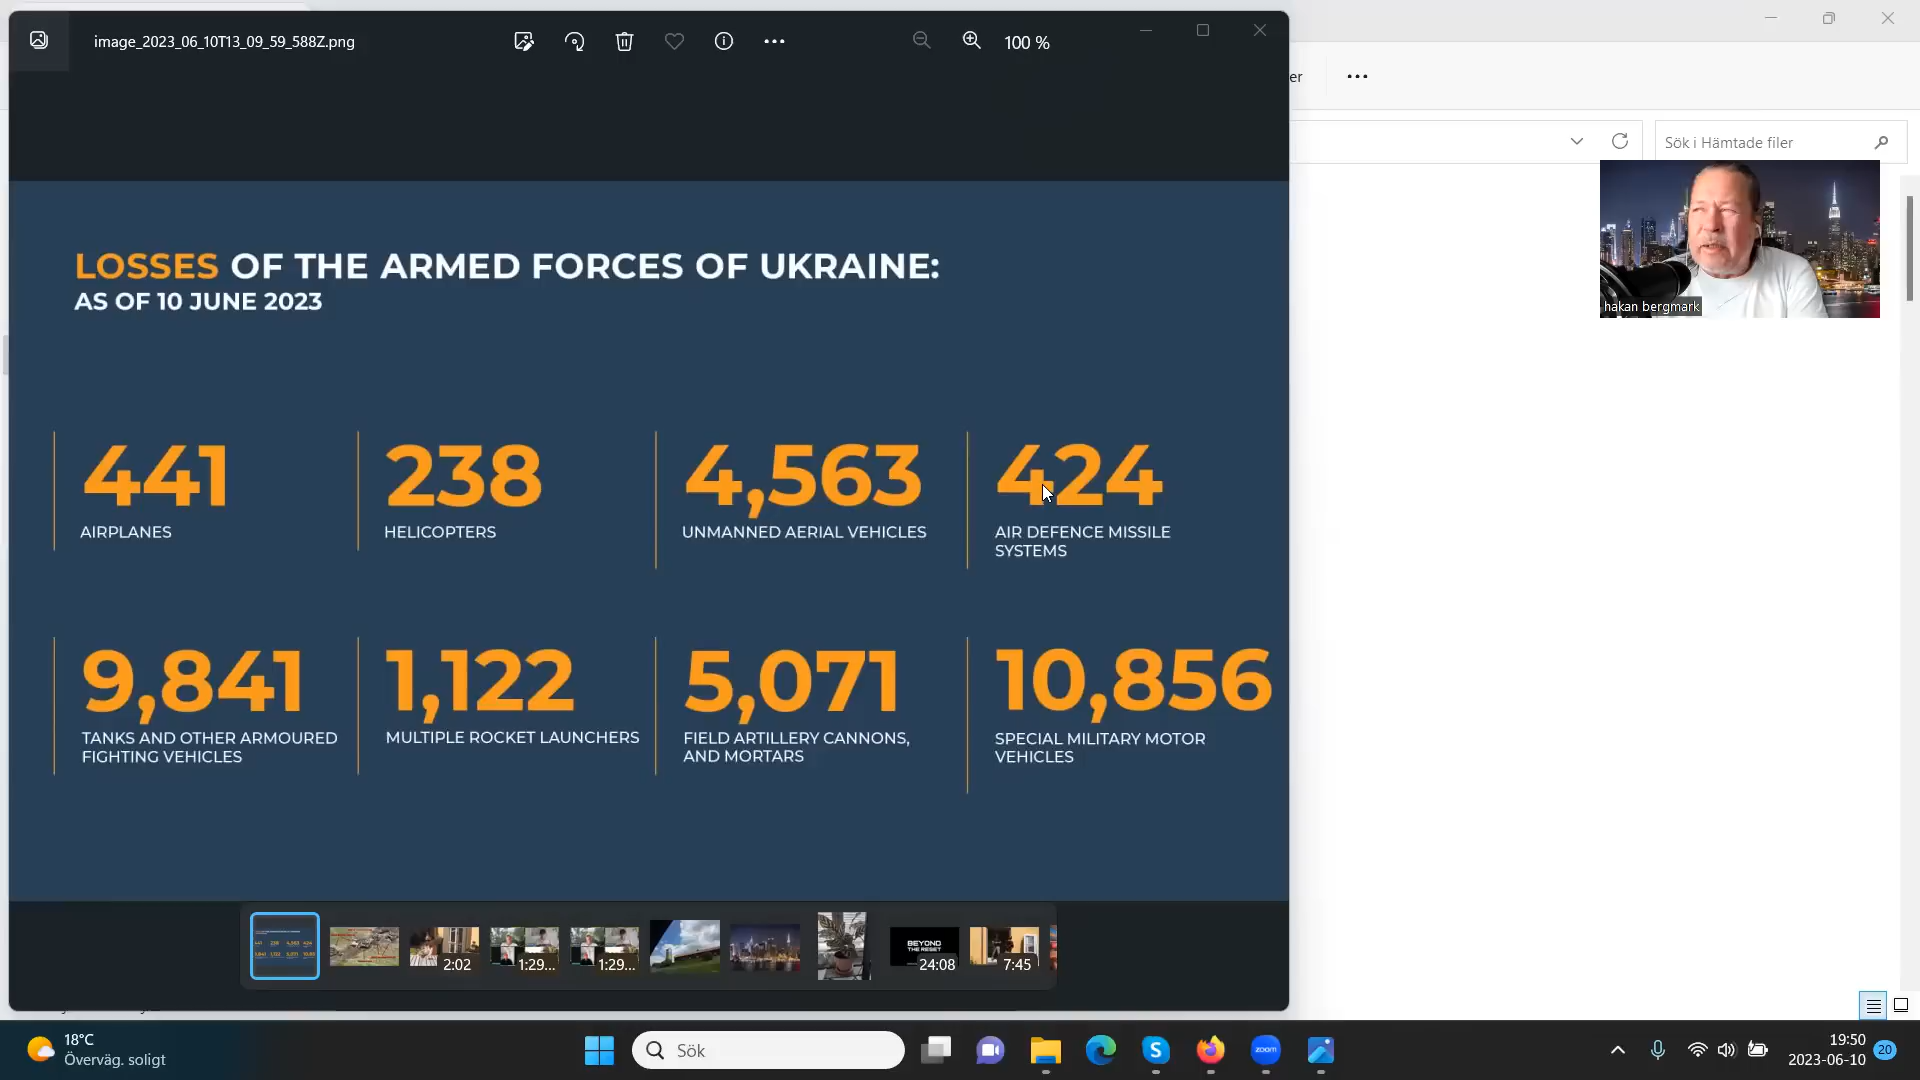 image_2023_06_10T13_09_59_588Z.png
100 %
er
Sök i Hämtade filer
hakan bergmark
LOSSES OF THE ARMED FORCES OF UKRAINE:
AS OF 10 JUNE 2023
441
AIRPLANES
238
HELICOPTERS
4,563
UNMANNED AERIAL VEHICLES
424
AIR DEFENCE MISSILE
SYSTEMS
9,841
TANKS AND OTHER ARMOURED
FIGHTING VEHICLES
1,122
MULTIPLE ROCKET LAUNCHERS
5,071
FIELD ARTILLERY CANNONS,
AND MORTARS
10,856
SPECIAL MILITARY MOTOR
VEHICLES
2:02
1:29...
1:29...
BEYOND
THE RESET
24:08
7:45
18°C
Överväg. soligt
Sök
zoom
19:50
2023-06-10
20